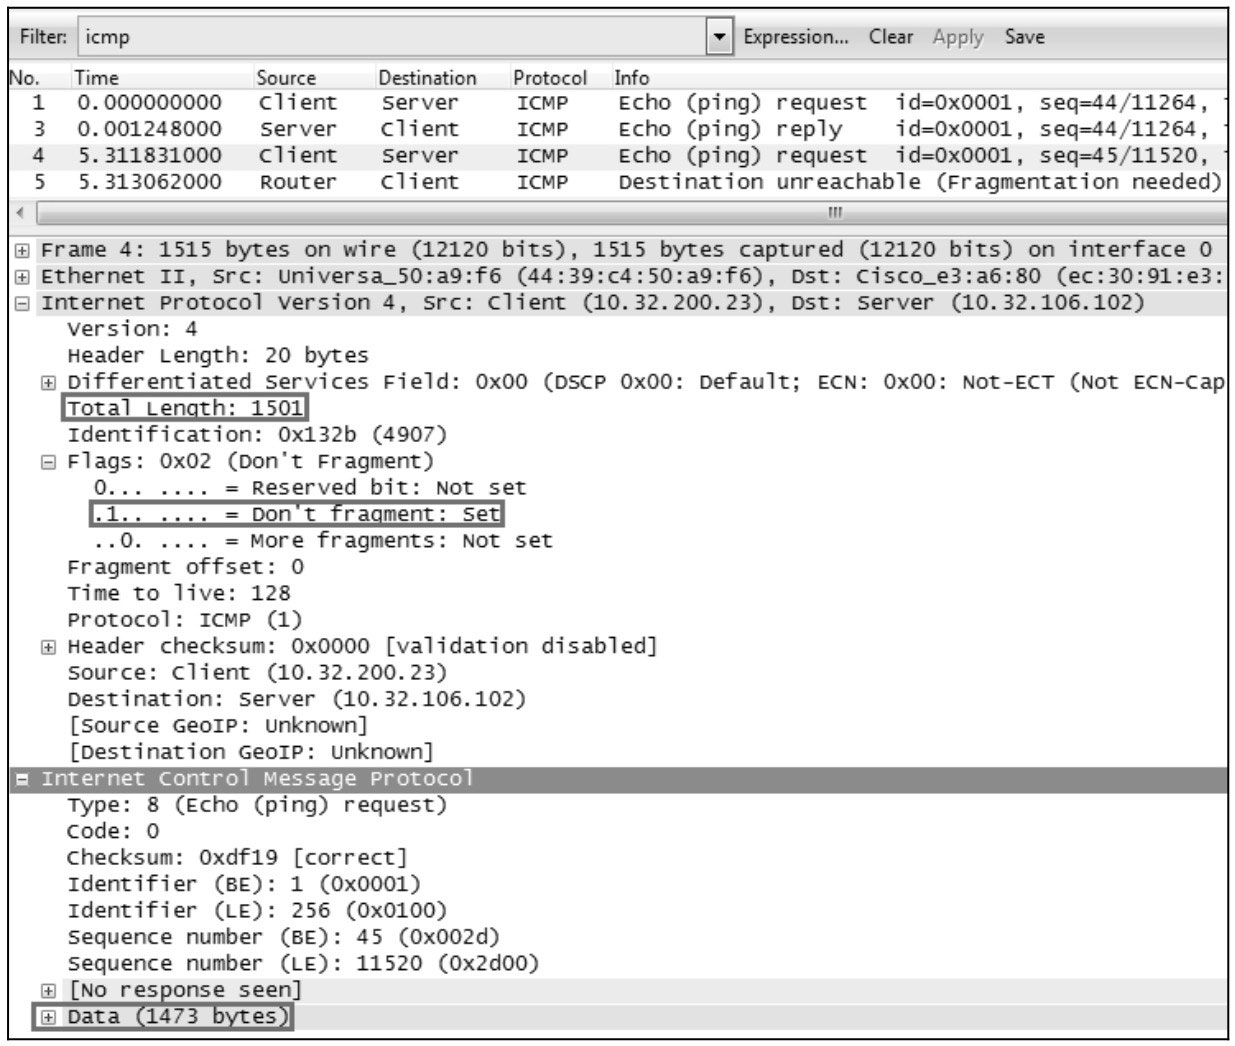 Filter: icmp Expression... Clear Apply Save
No. Time Source Destination Protocol Info
1 0.000000000 Client Server ICMP Echo (ping) request id=0x0001, seq=44/11264,
3 0.001248000 Server Client ICMP Echo (ping) reply id=0x0001, seq=44/11264,
4 5.311831000 Client Server ICMP Echo (ping) request id=0x0001, seq=45/11520,
5 5.313062000 Router Client ICMP Destination unreachable (Fragmentation needed)
Frame 4: 1515 bytes on wire (12120 bits), 1515 bytes captured (12120 bits) on interface 0
Ethernet II, Src: Universa_50:a9:f6 (44:39:c4:50:a9:f6), Dst: Cisco_e3:a6:80 (ec:30:91:e3:
Internet Protocol Version 4, Src: Client (10.32.200.23), Dst: Server (10.32.106.102)
Version: 4
Header Length: 20 bytes
Differentiated Services Field: 0x00 (DSCP 0x00: Default; ECN: 0x00: Not-ECT (Not ECN-Cap
Total Length: 1501
Identification: 0x132b (4907)
Flags: 0x02 (Don't Fragment)
0... .... = Reserved bit: Not set
.1.. .... = Don't fragment: Set
..0. .... = More fragments: Not set
Fragment offset: 0
Time to live: 128
Protocol: ICMP (1)
Header checksum: 0x0000 [validation disabled]
Source: Client (10.32.200.23)
Destination: Server (10.32.106.102)
[Source GeoIP: Unknown]
[Destination GeoIP: Unknown]
Internet Control Message Protocol
Type: 8 (Echo (ping) request)
Code: 0
Checksum: 0xdf19 [correct]
Identifier (BE): 1 (0x0001)
Identifier (LE): 256 (0x0100)
Sequence number (BE): 45 (0x002d)
Sequence number (LE): 11520 (0x2d00)
[No response seen]
Data (1473 bytes)